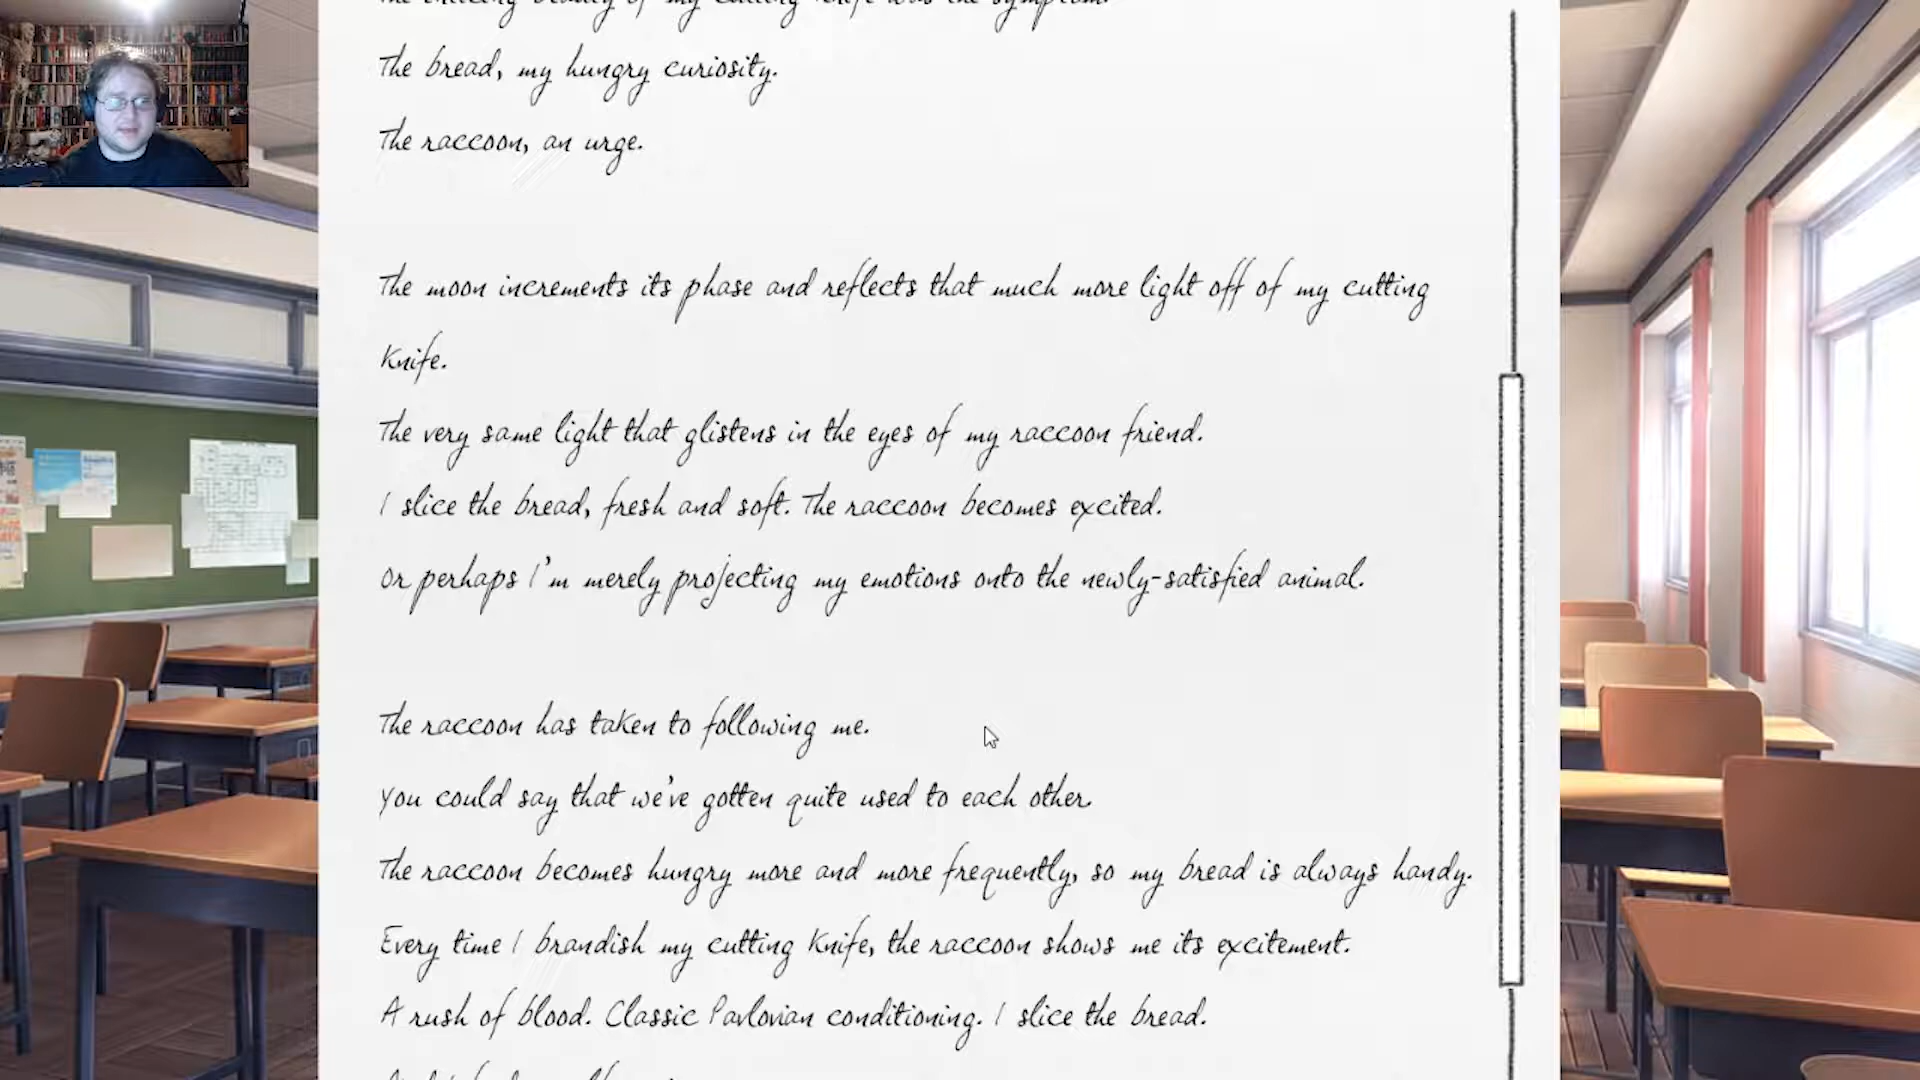 The bread, my hungry curiosity.
The raccoon, an urge.
The moon increments its phase and reflects that much more light off of my cutting
knife.
The very same light that glistens in the eyes of my raccoon friend.
I slice the bread, fresh and soft. The raccoon becomes excited.
Or perhaps I'm merely projecting my emotions onto the newly-satisfied animal.
The raccoon has taken to following me.
You could say that we've gotten quite used to each other.
The raccoon becomes hungry more and more frequently, so my bread is always handy.
Every time I brandish my cutting knife, the raccoon shows me its excitement.
A rush of blood. Classic Pavlovian conditioning. I slice the bread.